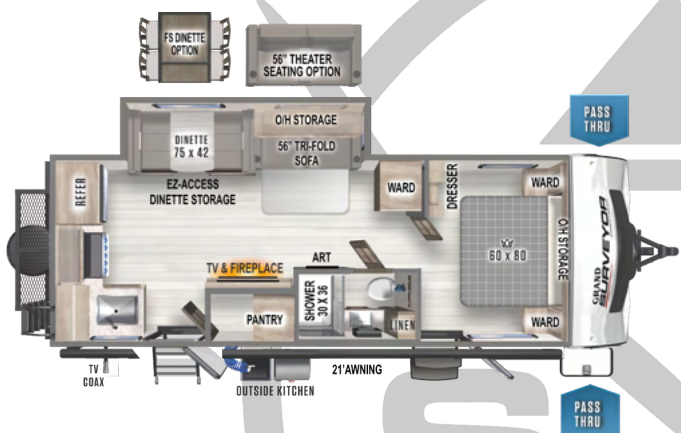 FS DINETTE
OPTION
56" THEATER
SEATING OPTION
PASS
THRU
O/H STORAGE
DINETTE
75 x 42
56" TRI-FOLD
SOFA
REFER
EZ-ACCESS
DINETTE STORAGE
WARD
DRESSER
WARD
60 x 80
O/H STORAGE
GRAND
SURVEYOR
ART
TV & FIREPLACE
SHOWER
30 X 36
PANTRY
LINEN
WARD
TV
COAX
21'AWNING
OUTSIDE KITCHEN
PASS
THRU
S